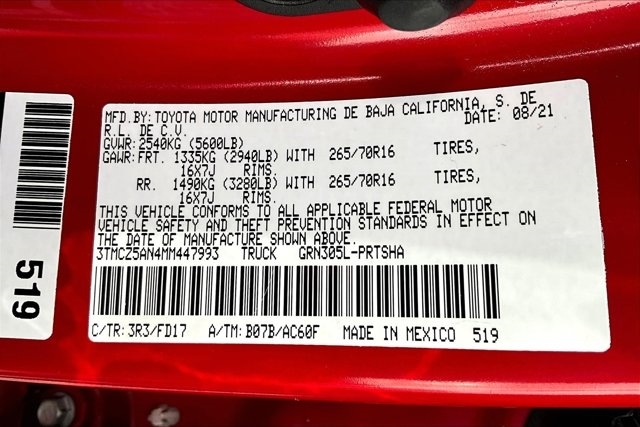 MFD.BY:TOYOTA MOTOR MANUFACTURING DE BAJA CALIFORNIA, S. DE
R.L. DE C.V. DATE: 08/21
GVWR:2540KG (5600LB)
GAWR:FRT. 1335KG (2940LB) WITH 265/70R16 TIRES,
16X7J RIMS.
RR. 1490KG (3280LB) WITH 265/70R16 TIRES,
16X7J RIMS.
THIS VEHICLE CONFORMS TO ALL APPLICABLE FEDERAL MOTOR
VEHICLE SAFETY AND THEFT PREVENTION STANDARDS IN EFFECT ON
THE DATE OF MANUFACTURE SHOWN ABOVE.
3TMCZ5AN4MM447993 TRUCK GRN305L-PRTSHA
C/TR: 3R3/FD17 A/TM: B07B/AC60F MADE IN MEXICO 519
519